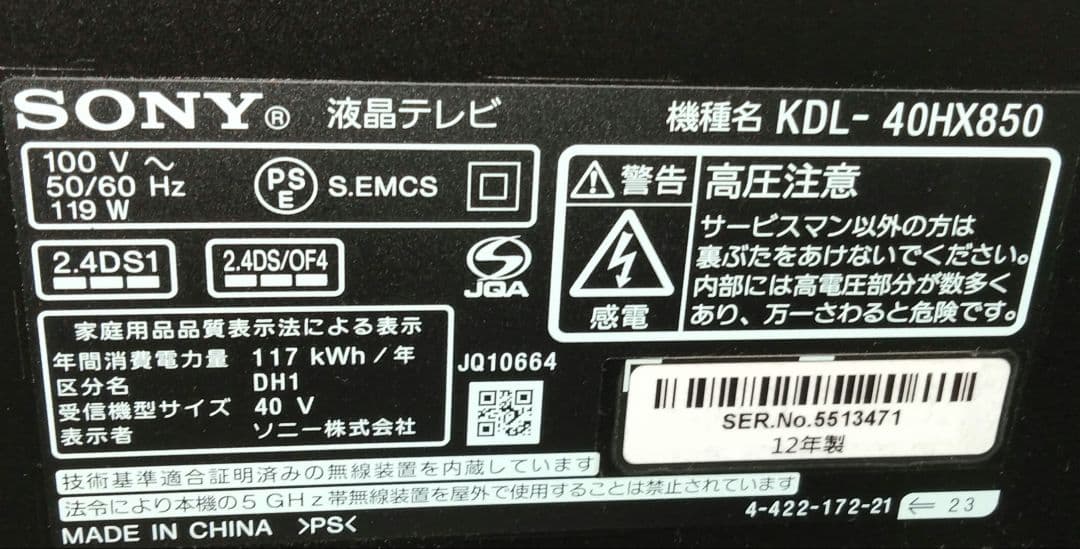 SONY® 液晶テレビ
機種名 KDL- 40HX850
100 V ～
50/60 Hz
119 W
PS
E
S.EMCS
2.4DS1
2.4DS/OF4
JQA
⚠警告
感電
高圧注意
サービスマン以外の方は
裏ぶたをあけないでください。
内部には高電圧部分が数多く
あり、万一さわると危険です。
家庭用品品質表示法による表示
年間消費電力量 117 kWh/年
区分名 DH1
受信機型サイズ 40 V
表示者 ソニー株式会社
JQ10664
SER.No.5513471
12年製
技術基準適合証明済みの無線装置を内蔵しています
法令により本機の5 GHz帯無線装置を屋外で使用することは禁止されています
MADE IN CHINA >PS<
4-422-172-21 ⇐ 23